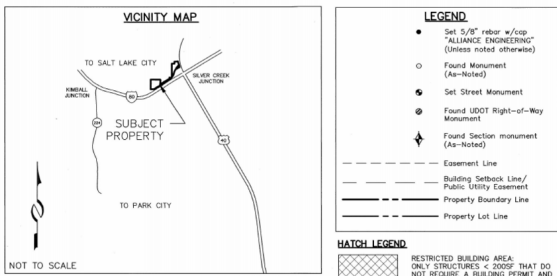 VICINITY MAP
TO SALT LAKE CITY
SILVER CREEK
JUNCTION
KIMBALL
JUNCTION
80
SUBJECT
PROPERTY
224
40
TO PARK CITY
NOT TO SCALE
LEGEND
Set 5/8" rebar w/cap
"ALLIANCE ENGINEERING"
(Unless noted otherwise)
Found Monument
(As-Noted)
Set Street Monument
Found UDOT Right-of-Way
Monument
Found Section monument
(As-Noted)
Easement Line
Building Setback Line/
Public Utility Easement
Property Boundary Line
Property Lot Line
HATCH LEGEND
RESTRICTED BUILDING AREA:
ONLY STRUCTURES < 200SF THAT DO
NOT REQUIRE A BUILDING PERMIT AND